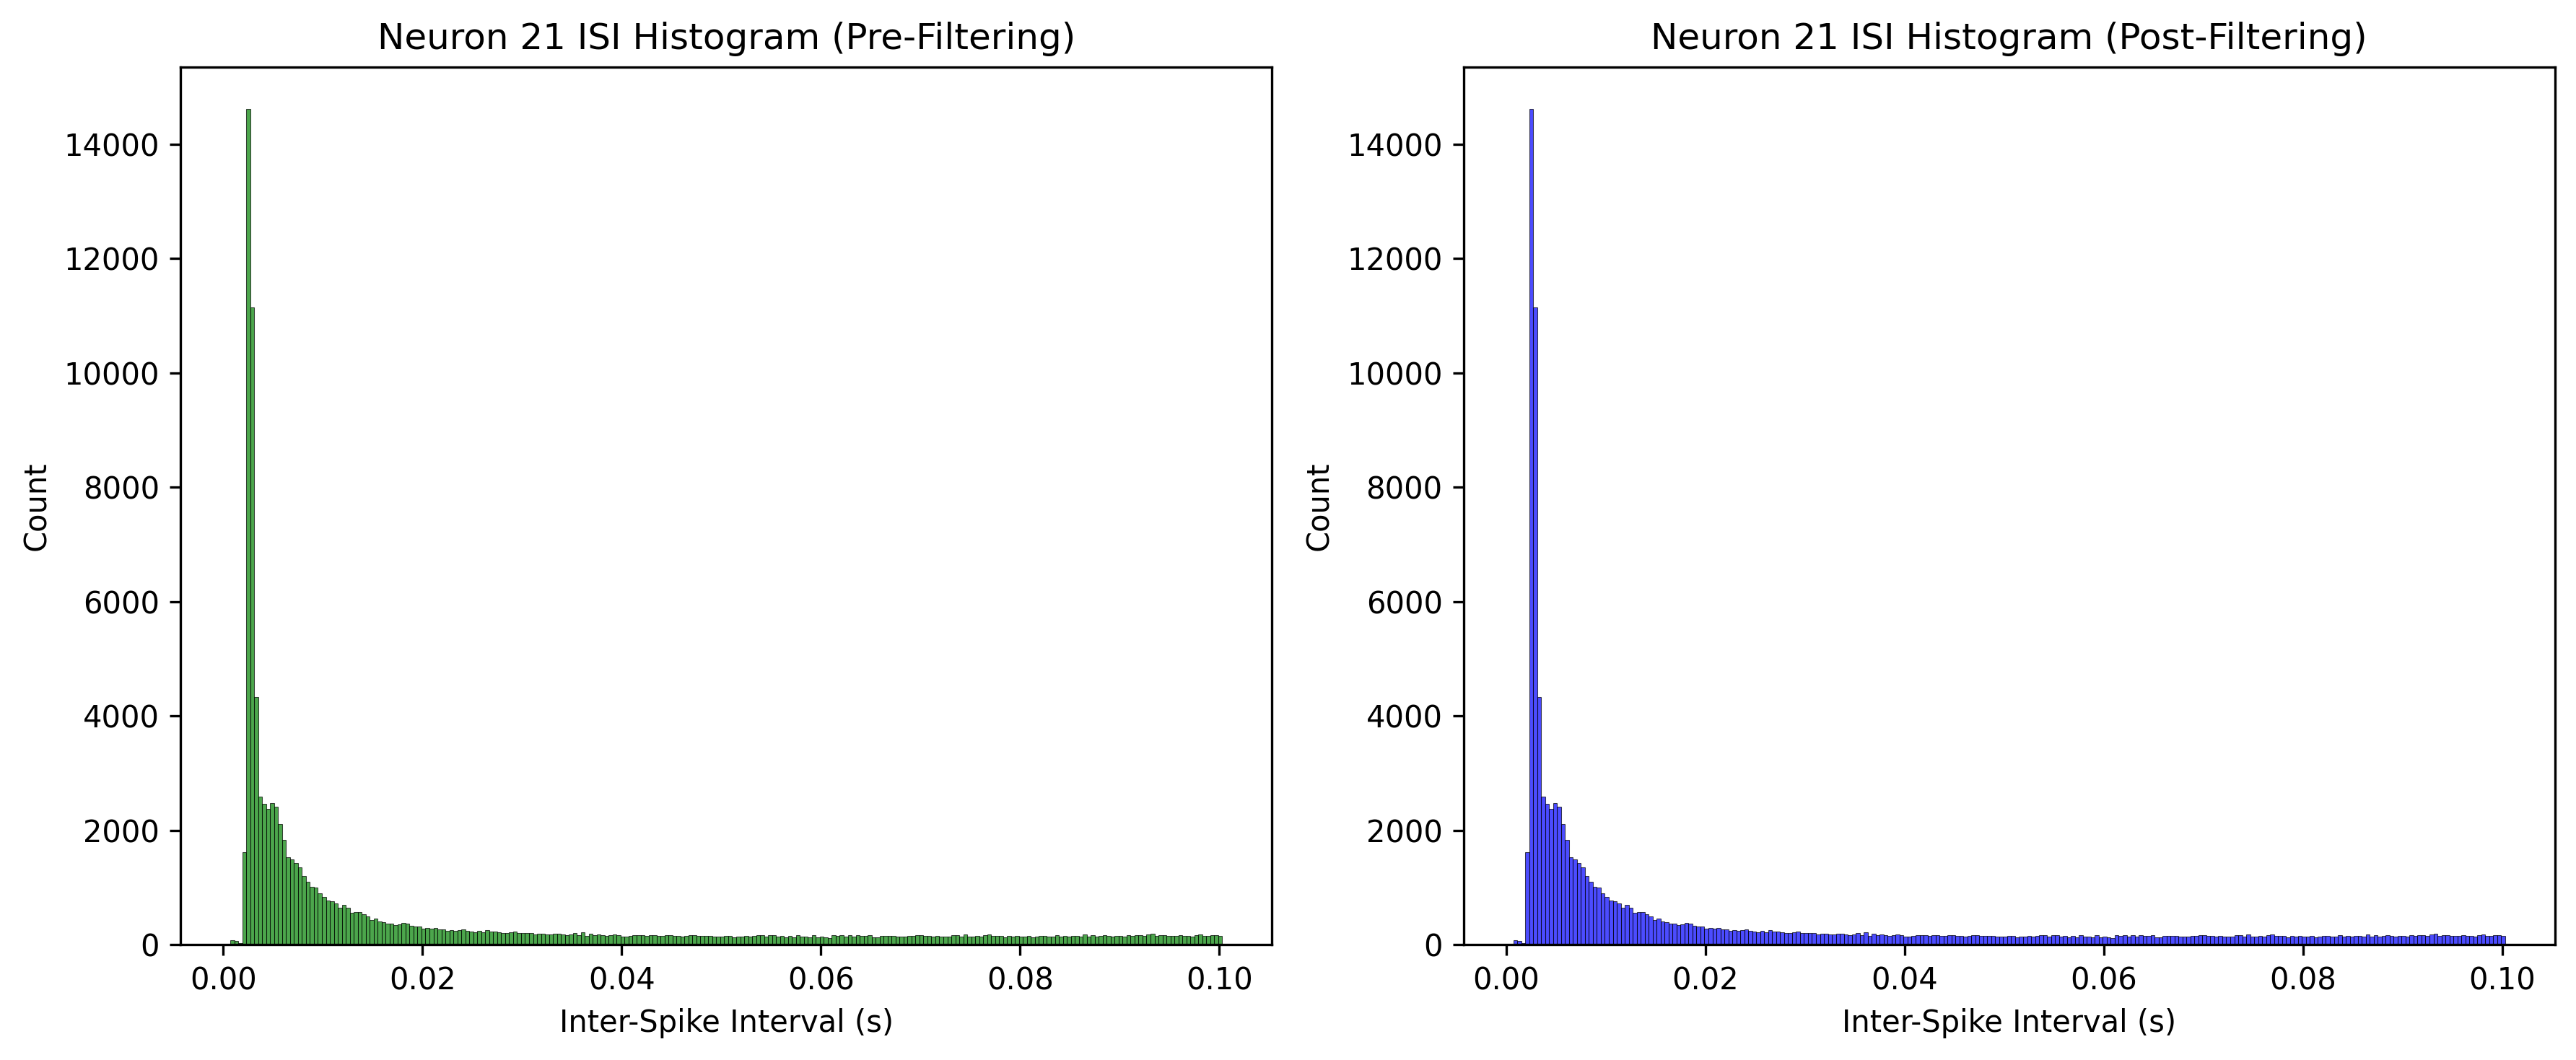 Neuron 21 ISI Histogram (Pre-Filtering)
14000
12000
10000
8000
6000
4000
2000
0
Count
0.00 0.02 0.04 0.06 0.08 0.10
Inter-Spike Interval (s)
Neuron 21 ISI Histogram (Post-Filtering)
14000
12000
10000
8000
6000
4000
2000
0
Count
0.00 0.02 0.04 0.06 0.08 0.10
Inter-Spike Interval (s)